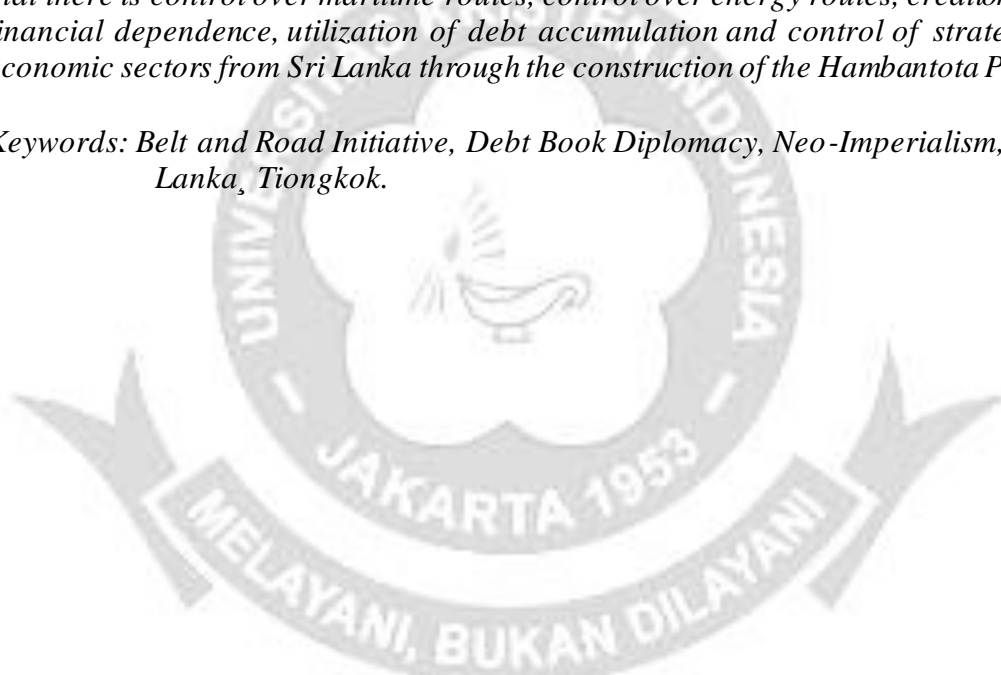 that there is control over maritime routes, control over energy routes, creation
financial dependence, utilization of debt accumulation and control of strate
economic sectors from Sri Lanka through the construction of the Hambantota P
Keywords: Belt and Road Initiative, Debt Book Diplomacy, Neo-Imperialism,
Lanka¸ Tiongkok.
UNIVERSITAS KRISTEN INDONESIA
JAKARTA 1953
MELAYANI, BUKAN DILAYANI